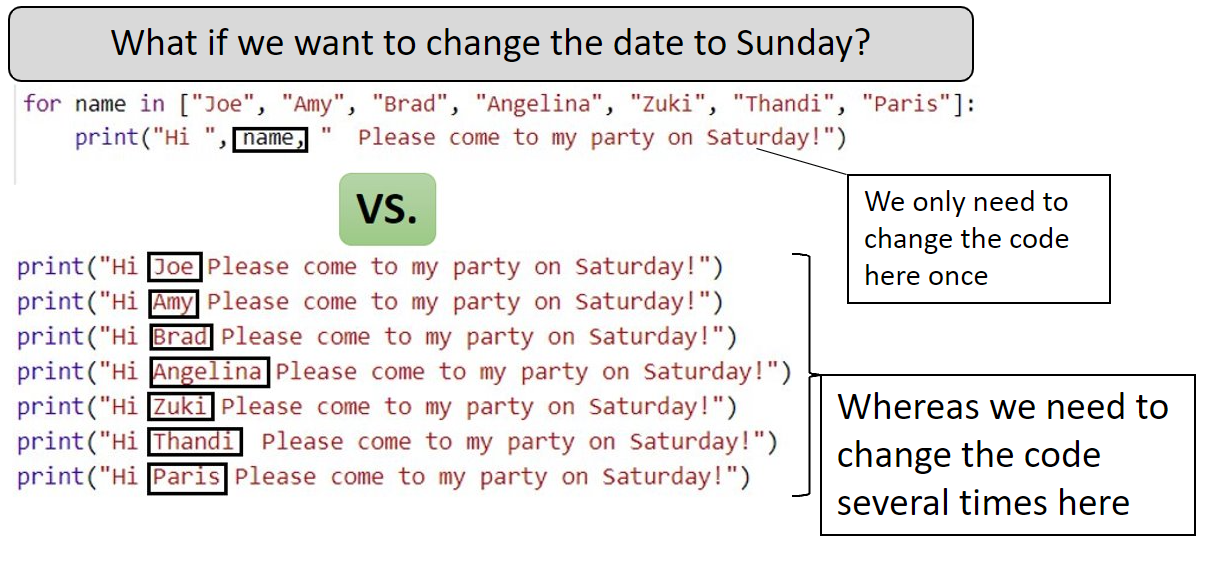 What if we want to change the date to Sunday?
for name in ["Joe", "Amy", "Brad", "Angelina", "Zuki", "Thandi", "Paris"]:
    print("Hi ", name, "  Please come to my party on Saturday!")
We only need to
change the code
here once
VS.
print("Hi Joe Please come to my party on Saturday!")
print("Hi Amy Please come to my party on Saturday!")
print("Hi Brad Please come to my party on Saturday!")
print("Hi Angelina Please come to my party on Saturday!")
print("Hi Zuki Please come to my party on Saturday!")
print("Hi Thandi  Please come to my party on Saturday!")
print("Hi Paris Please come to my party on Saturday!")
Whereas we need to
change the code
several times here